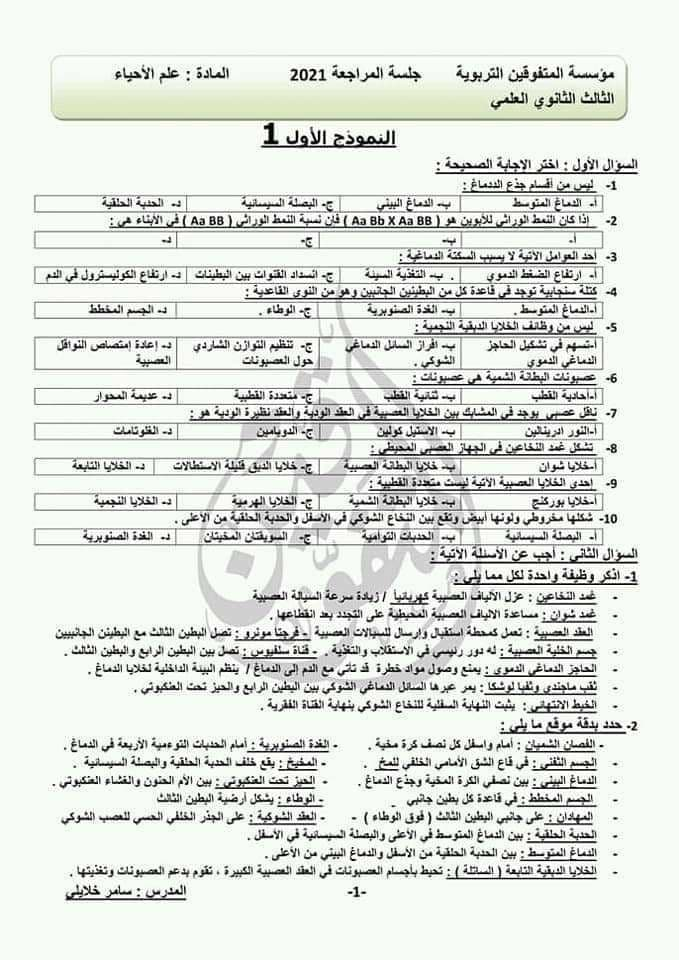 مؤسسة المتفوقين التربوية جلسة المراجعة 2021 المادة : علم الأحياء
الثالث الثانوي العلمي
النموذج الأول 1
السؤال الأول : اختر الإجابة الصحيحة :
1- ليس من أقسام جذع الددماغ :
أ- الدماغ المتوسط ب- الدماغ البيني ج- البصلة السيسائية د- الحدبة الحلقية
2- إذا كان النمط الوراثي للأبوين هو ( Aa Bb X Aa BB ) فإن نسبة النمط الوراثي ( Aa BB ) في الأبناء هي :
أ- ب- ج- د-
3- أحد العوامل الآتية لا يسبب السكتة الدماغية :
أ- ارتفاع الضغط الدموي . ب- التغذية السيئة ج- انسداد القنوات بين البطينات د- ارتفاع الكوليسترول في الدم
4- كتلة سنجابية توجد في قاعدة كل من البطينين الجانبين وهو من النوى القاعدية :
أ-الدماغ المتوسط . ب- الغدة الصنوبرية ج- الوطاء . د- الجسم المخطط
5- ليس من وظائف الخلايا الدبقية النجمية :
أ-تسهم في تشكيل الحاجز الدماغي الدموي ب- افراز السائل الدماغي الشوكي . ج- تنظيم التوازن الشاردي حول العصبونات د- إعادة إمتصاص النواقل العصبية
6- عصبونات البطانة الشمية هي عصبونات :
أ-أحادية القطب ب- ثنائية القطب ج- متعددة القطبية د- عديمة المحوار
7- ناقل عصبي يوجد في المشابك بين الخلايا العصبية في العقد الودية والعقد نظيرة الودية هو :
أ-النور ادرينالين ب- الاستيل كولين ج- الدوبامين د- الغلوتامات
8- تشكل غمد النخاعين في الجهاز العصبي المحيطي :
أ-خلايا شوان ب- خلايا البطانة العصبية ج- خلايا الدبق قليلة الاستطالات د- الخلايا التابعة
9- إحدى الخلايا العصبية الآتية ليست متعددة القطبية :
أ-خلايا بوركنج ب- خلايا البطانة الشمية ج- الخلايا الهرمية د- الخلايا النجمية
10- شكلها مخروطي ولونها أبيض وتقع بين النخاع الشوكي في الأسفل والحدبة الحلقية من الأعلى .
أ- البصلة السيسائية ب- الحدبات التوأمية ج- السويقتان المخيتان د- الغدة الصنوبرية
السؤال الثاني : أجب عن الأسئلة الآتية :
1- اذكر وظيفة واحدة لكل مما يلي :
- غمد النخاعين : عزل الألياف العصبية كهربائياً / زيادة سرعة السيالة العصبية
- غمد شوان : مساعدة الالياف العصبية المحيطية على التجدد بعد انقطاعها .
- العقد العصبية : تعمل كمحطة استقبال وإرسال للسيالات العصبية - فرجتا مونرو : تصل البطين الثالث مع البطينن الجانبيين
- جسم الخلية العصبية : له دور رئيسي في الاستقلاب والتغذية . - قناة سلفيوس : تصل البطين الرابع والبطين الثالث .
- الحاجز الدماغي الدموي : يمنع وصول مواد خطرة قد تأتي مع الدم إلى الدماغ / ينظم البيئة الداخلية لخلايا الدماغ .
- ثقب ماجندي وثقبا لوشكا : يمر عبرها السائل الدماغي الشوكي بين البطين الرابع والحيز تحت العنكبوتي .
- الخيط الانتهائي : يثبت النهاية السفلية للنخاع الشوكي بنهاية القناة الفقرية .
2- حدد بدقة موقع ما يلي :
- الفصان الشميان : أمام واسفل كل نصف كرة مخية . - الغدة الصنوبرية : أمام الحدبات التوءمية الأربعة في الدماغ .
- الجسم الثفني : في قاع الشق الأمامي الخلفي للمخ . - المخيخ : يقع خلف الحدبة الحلقية والبصلة السيسائية .
- الدماغ البيني : بين نصفي الكرة المخية وجذع الدماغ . - الحيز تحت العنكبوتي : بين الأم الحنون والغشاء العنكبوتي .
- الجسم المخطط : في قاعدة كل بطين جانبي - الوطاء : يشكل أرضية البطين الثالث
- المهادان : على جانبي البطين الثالث ( فوق الوطاء ) - - العقد الشوكية : على الجذر الخلفي الحسي للعصب الشوكي
- الحدبة الحلقية : بين الدماغ المتوسط في الأعلى والبصلة السيسائية في الأسفل .
- الدماغ المتوسط : بين الحدبة الحلقية من الأسفل والدماغ البيني من الأعلى .
- الخلايا الدبقية التابعة ( الساتلة ) : تحيط بأجسام العصبونات في العقد العصبية الكبيرة ، تقوم بدعم العصبونات وتغذيتها .
-1- المدرس : سامر خلايلي